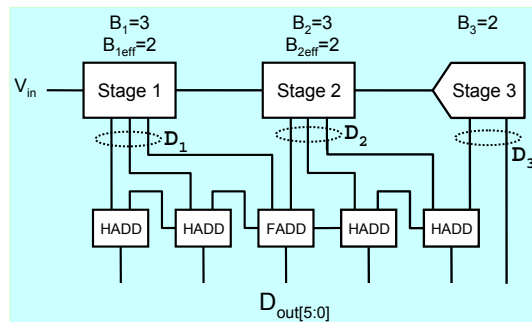 B1=3
B1eff=2
B2=3
B2eff=2
B3=2
Vin
Stage 1
Stage 2
Stage 3
D1
D2
D3
HADD
HADD
FADD
HADD
HADD
Dout[5:0]